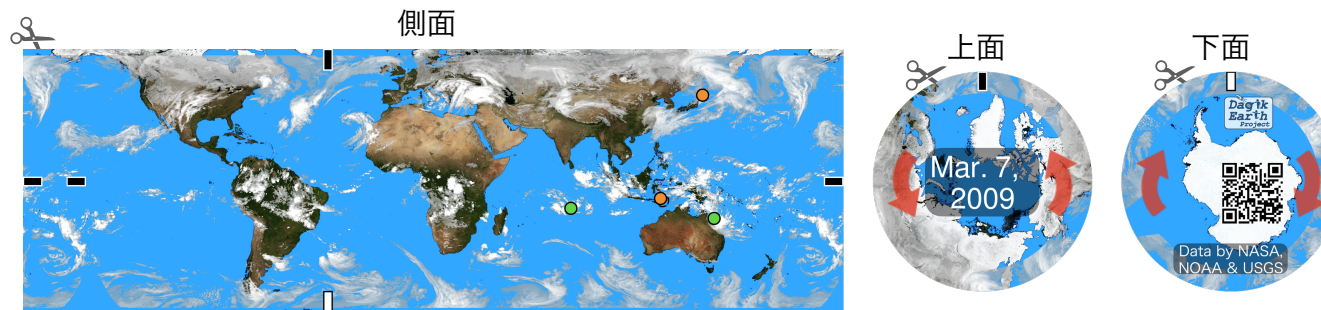 側面
上面
下面
Mar. 7,
2009
Dagik
Earth
Project
Data by NASA,
NOAA & USGS